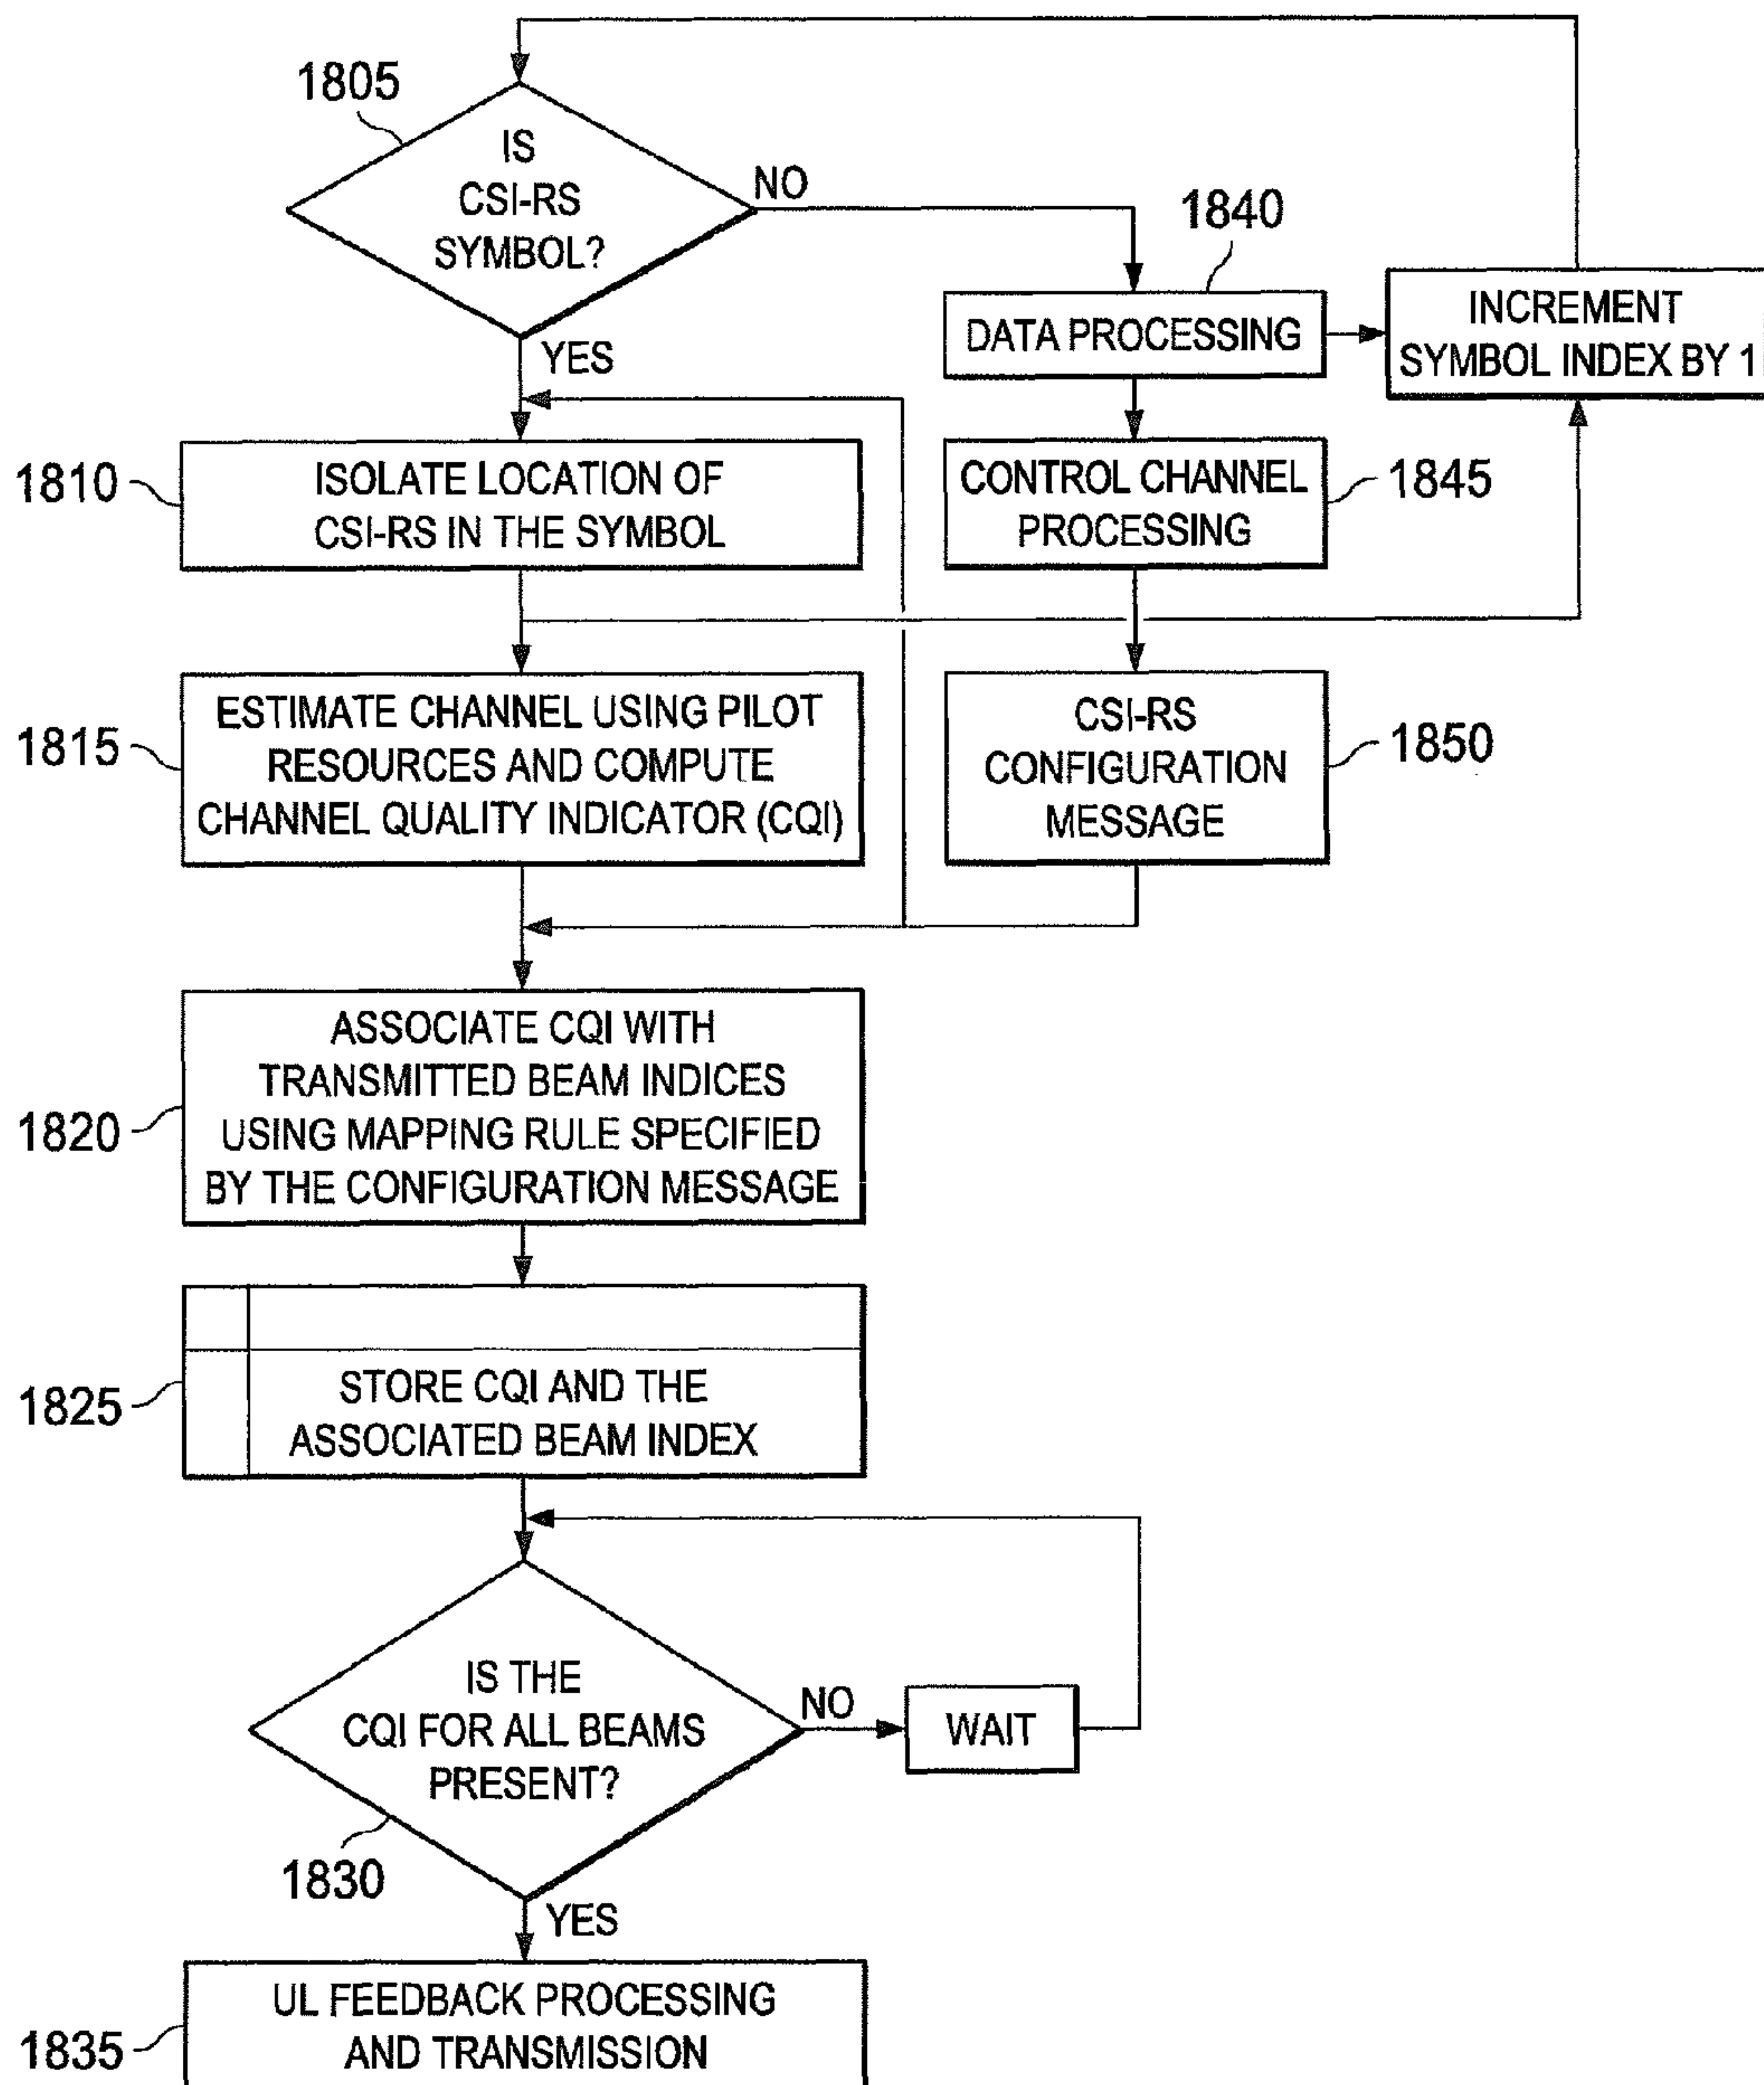 1805
IS
CSI-RS
SYMBOL?
NO
YES
1840
DATA PROCESSING
INCREMENT
SYMBOL INDEX BY 1
1810
ISOLATE LOCATION OF
CSI-RS IN THE SYMBOL
CONTROL CHANNEL
PROCESSING
1845
1815
ESTIMATE CHANNEL USING PILOT
RESOURCES AND COMPUTE
CHANNEL QUALITY INDICATOR (CQI)
CSI-RS
CONFIGURATION
MESSAGE
1850
1820
ASSOCIATE CQI WITH
TRANSMITTED BEAM INDICES
USING MAPPING RULE SPECIFIED
BY THE CONFIGURATION MESSAGE
1825
STORE CQI AND THE
ASSOCIATED BEAM INDEX
IS THE
CQI FOR ALL BEAMS
PRESENT?
NO
WAIT
1830
YES
1835
UL FEEDBACK PROCESSING
AND TRANSMISSION